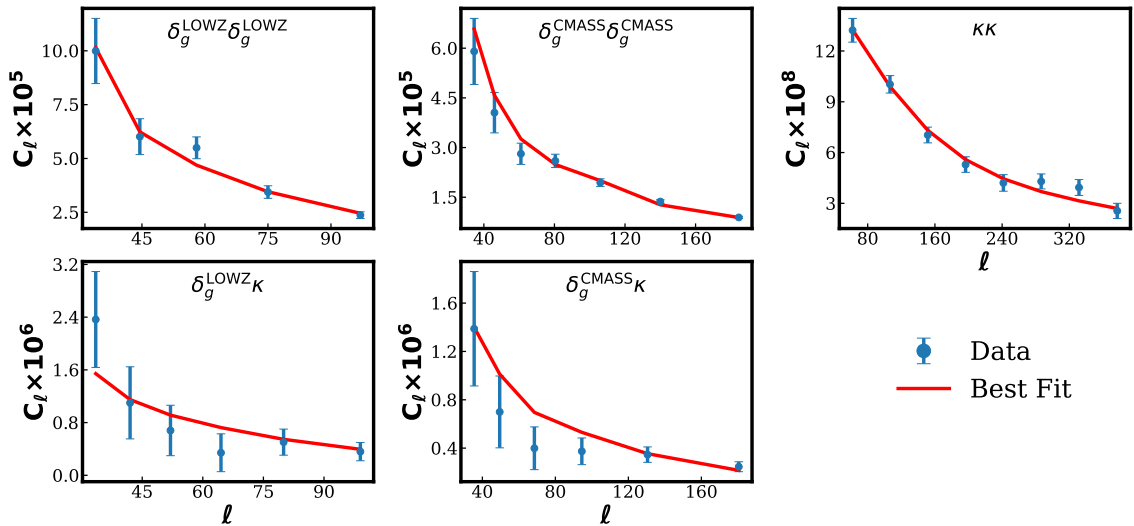 δ_g^LOWZ δ_g^LOWZ
C_ℓ×10^5
10.0
7.5
5.0
2.5
45 60 75 90
δ_g^CMASS δ_g^CMASS
C_ℓ×10^5
6.0
4.5
3.0
1.5
40 80 120 160
κκ
C_ℓ×10^8
12
9
6
3
80 160 240 320
ℓ
δ_g^LOWZ κ
C_ℓ×10^6
3.2
2.4
1.6
0.8
0.0
45 60 75 90
ℓ
δ_g^CMASS κ
C_ℓ×10^6
1.6
1.2
0.8
0.4
40 80 120 160
ℓ
Data
Best Fit